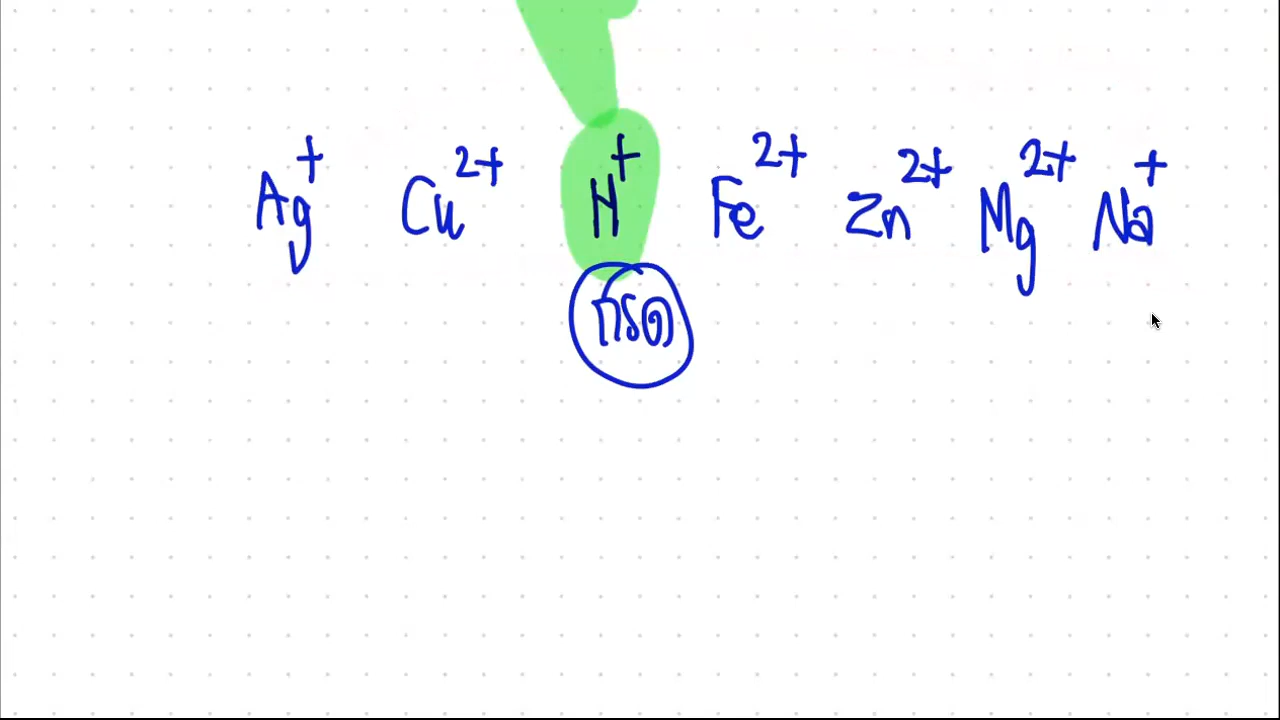 Ag⁺ Cu²⁺ H⁺ Fe²⁺ Zn²⁺ Mg²⁺ Na⁺
กรด